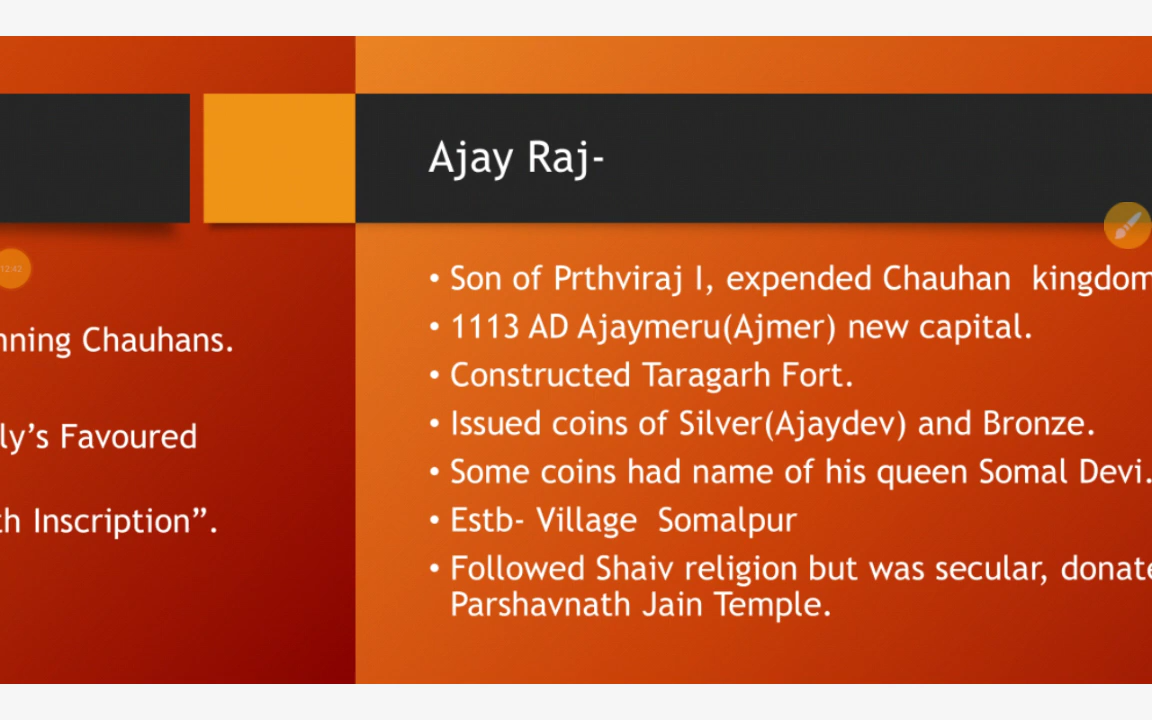 Ajay Raj-
12:42
nning Chauhans.
ly's Favoured
th Inscription”.
• Son of Prthviraj I, expended Chauhan kingdom
• 1113 AD Ajaymeru(Ajmer) new capital.
• Constructed Taragarh Fort.
• Issued coins of Silver(Ajaydev) and Bronze.
• Some coins had name of his queen Somal Devi.
• Estb- Village Somalpur
• Followed Shaiv religion but was secular, donate
Parshavnath Jain Temple.